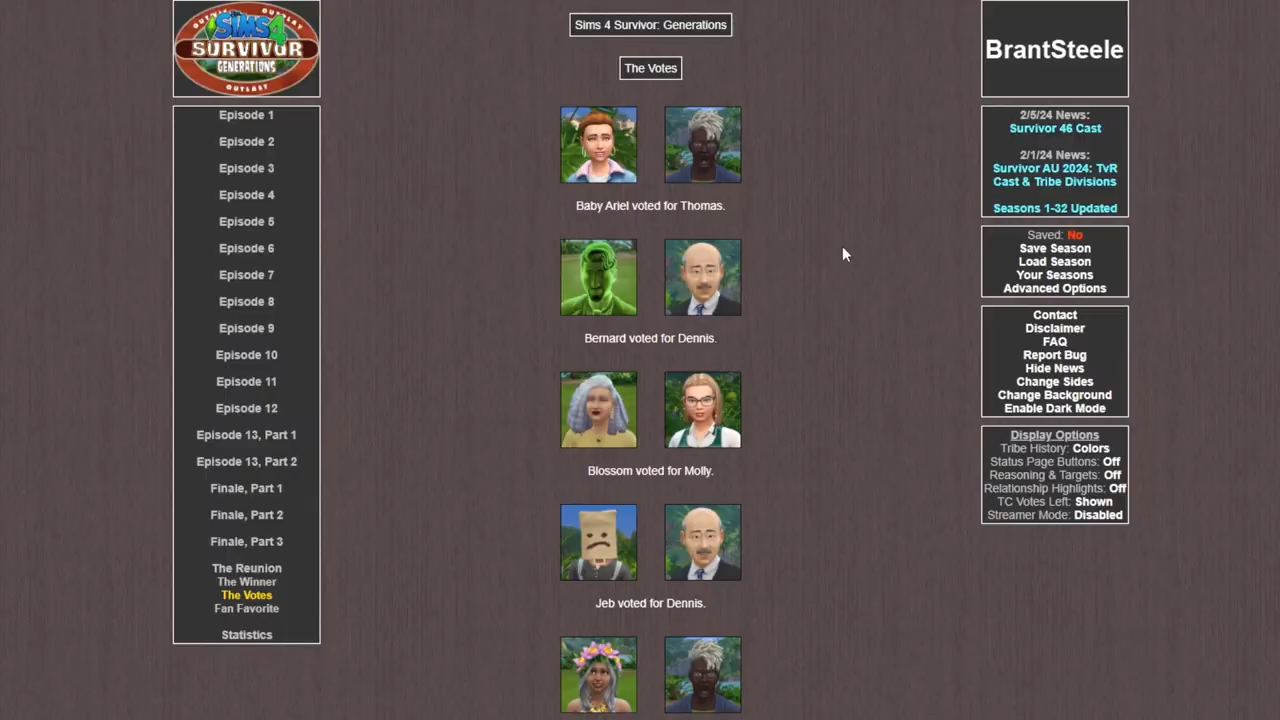 OUTWIT OUTPLAY
SIMS 4
SURVIVOR
GENERATIONS
OUTLAST
Episode 1
Episode 2
Episode 3
Episode 4
Episode 5
Episode 6
Episode 7
Episode 8
Episode 9
Episode 10
Episode 11
Episode 12
Episode 13, Part 1
Episode 13, Part 2
Finale, Part 1
Finale, Part 2
Finale, Part 3
The Reunion
The Winner
The Votes
Fan Favorite
Statistics
Sims 4 Survivor: Generations
The Votes
Baby Ariel voted for Thomas.
Bernard voted for Dennis.
Blossom voted for Molly.
Jeb voted for Dennis.
BrantSteele
2/5/24 News:
Survivor 46 Cast
2/1/24 News:
Survivor AU 2024: TvR
Cast & Tribe Divisions
Seasons 1-32 Updated
Saved: No
Save Season
Load Season
Your Seasons
Advanced Options
Contact
Disclaimer
FAQ
Report Bug
Hide News
Change Sides
Change Background
Enable Dark Mode
Display Options
Tribe History: Colors
Status Page Buttons: Off
Reasoning & Targets: Off
Relationship Highlights: Off
TC Votes Left: Shown
Streamer Mode: Disabled